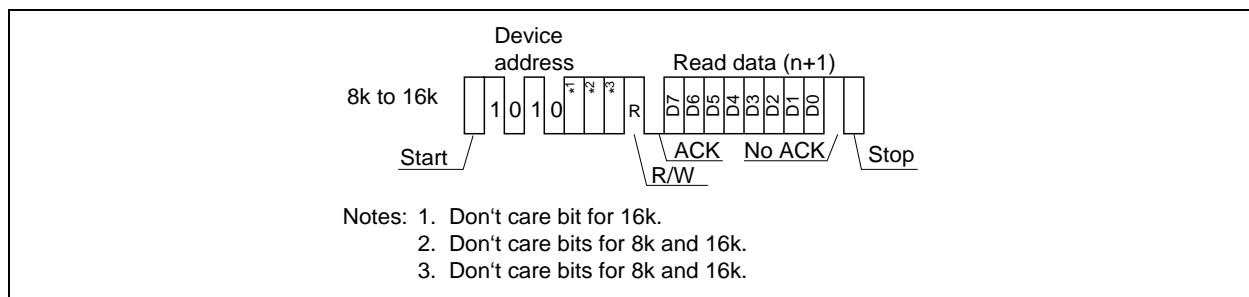 Device
address
Read data (n+1)
8k to 16k
1 0 1 0 *1 *2 *3 R D7 D6 D5 D4 D3 D2 D1 D0
Start
ACK
No ACK
Stop
R/W
Notes: 1. Don‘t care bit for 16k.
2. Don‘t care bits for 8k and 16k.
3. Don‘t care bits for 8k and 16k.